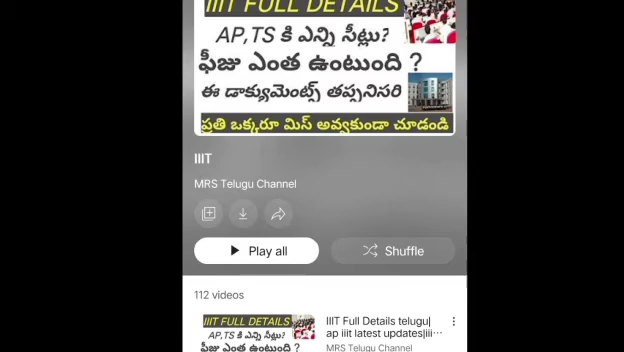 IIIT FULL DETAILS
AP,TS కి ఎన్ని సీట్లు?
ఫీజు ఎంత ఉంటుంది ?
ఈ డాక్యుమెంట్స్ తప్పనిసరి
ప్రతి ఒక్కరూ మిస్ అవ్వకుండా చూడండి
IIIT
MRS Telugu Channel
Play all
Shuffle
112 videos
IIIT FULL DETAILS
AP,TS కి ఎన్ని సీట్లు?
ఫీజు ఎంత ఉంటుంది ?
IIIT Full Details telugu|
ap iiit latest updates|iii…
MRS Telugu Channel